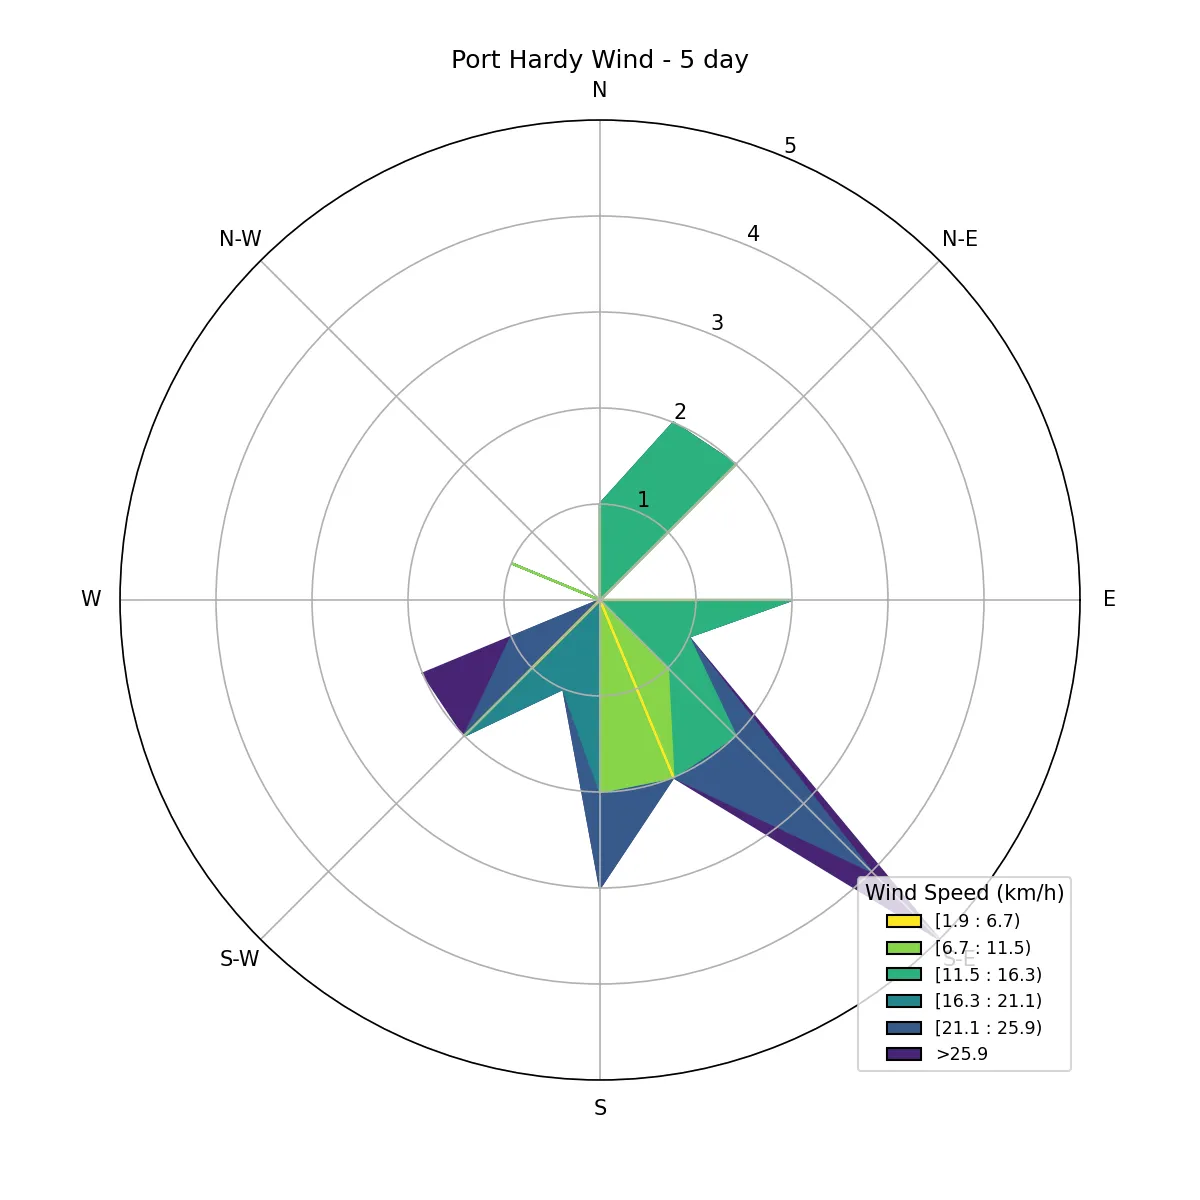 Port Hardy Wind - 5 day
N
5
N-W
4
N-E
3
2
1
W
E
Wind Speed (km/h)
[1.9 : 6.7)
[6.7 : 11.5)
S-W
S-E
[11.5 : 16.3)
[16.3 : 21.1)
[21.1 : 25.9)
>25.9
S